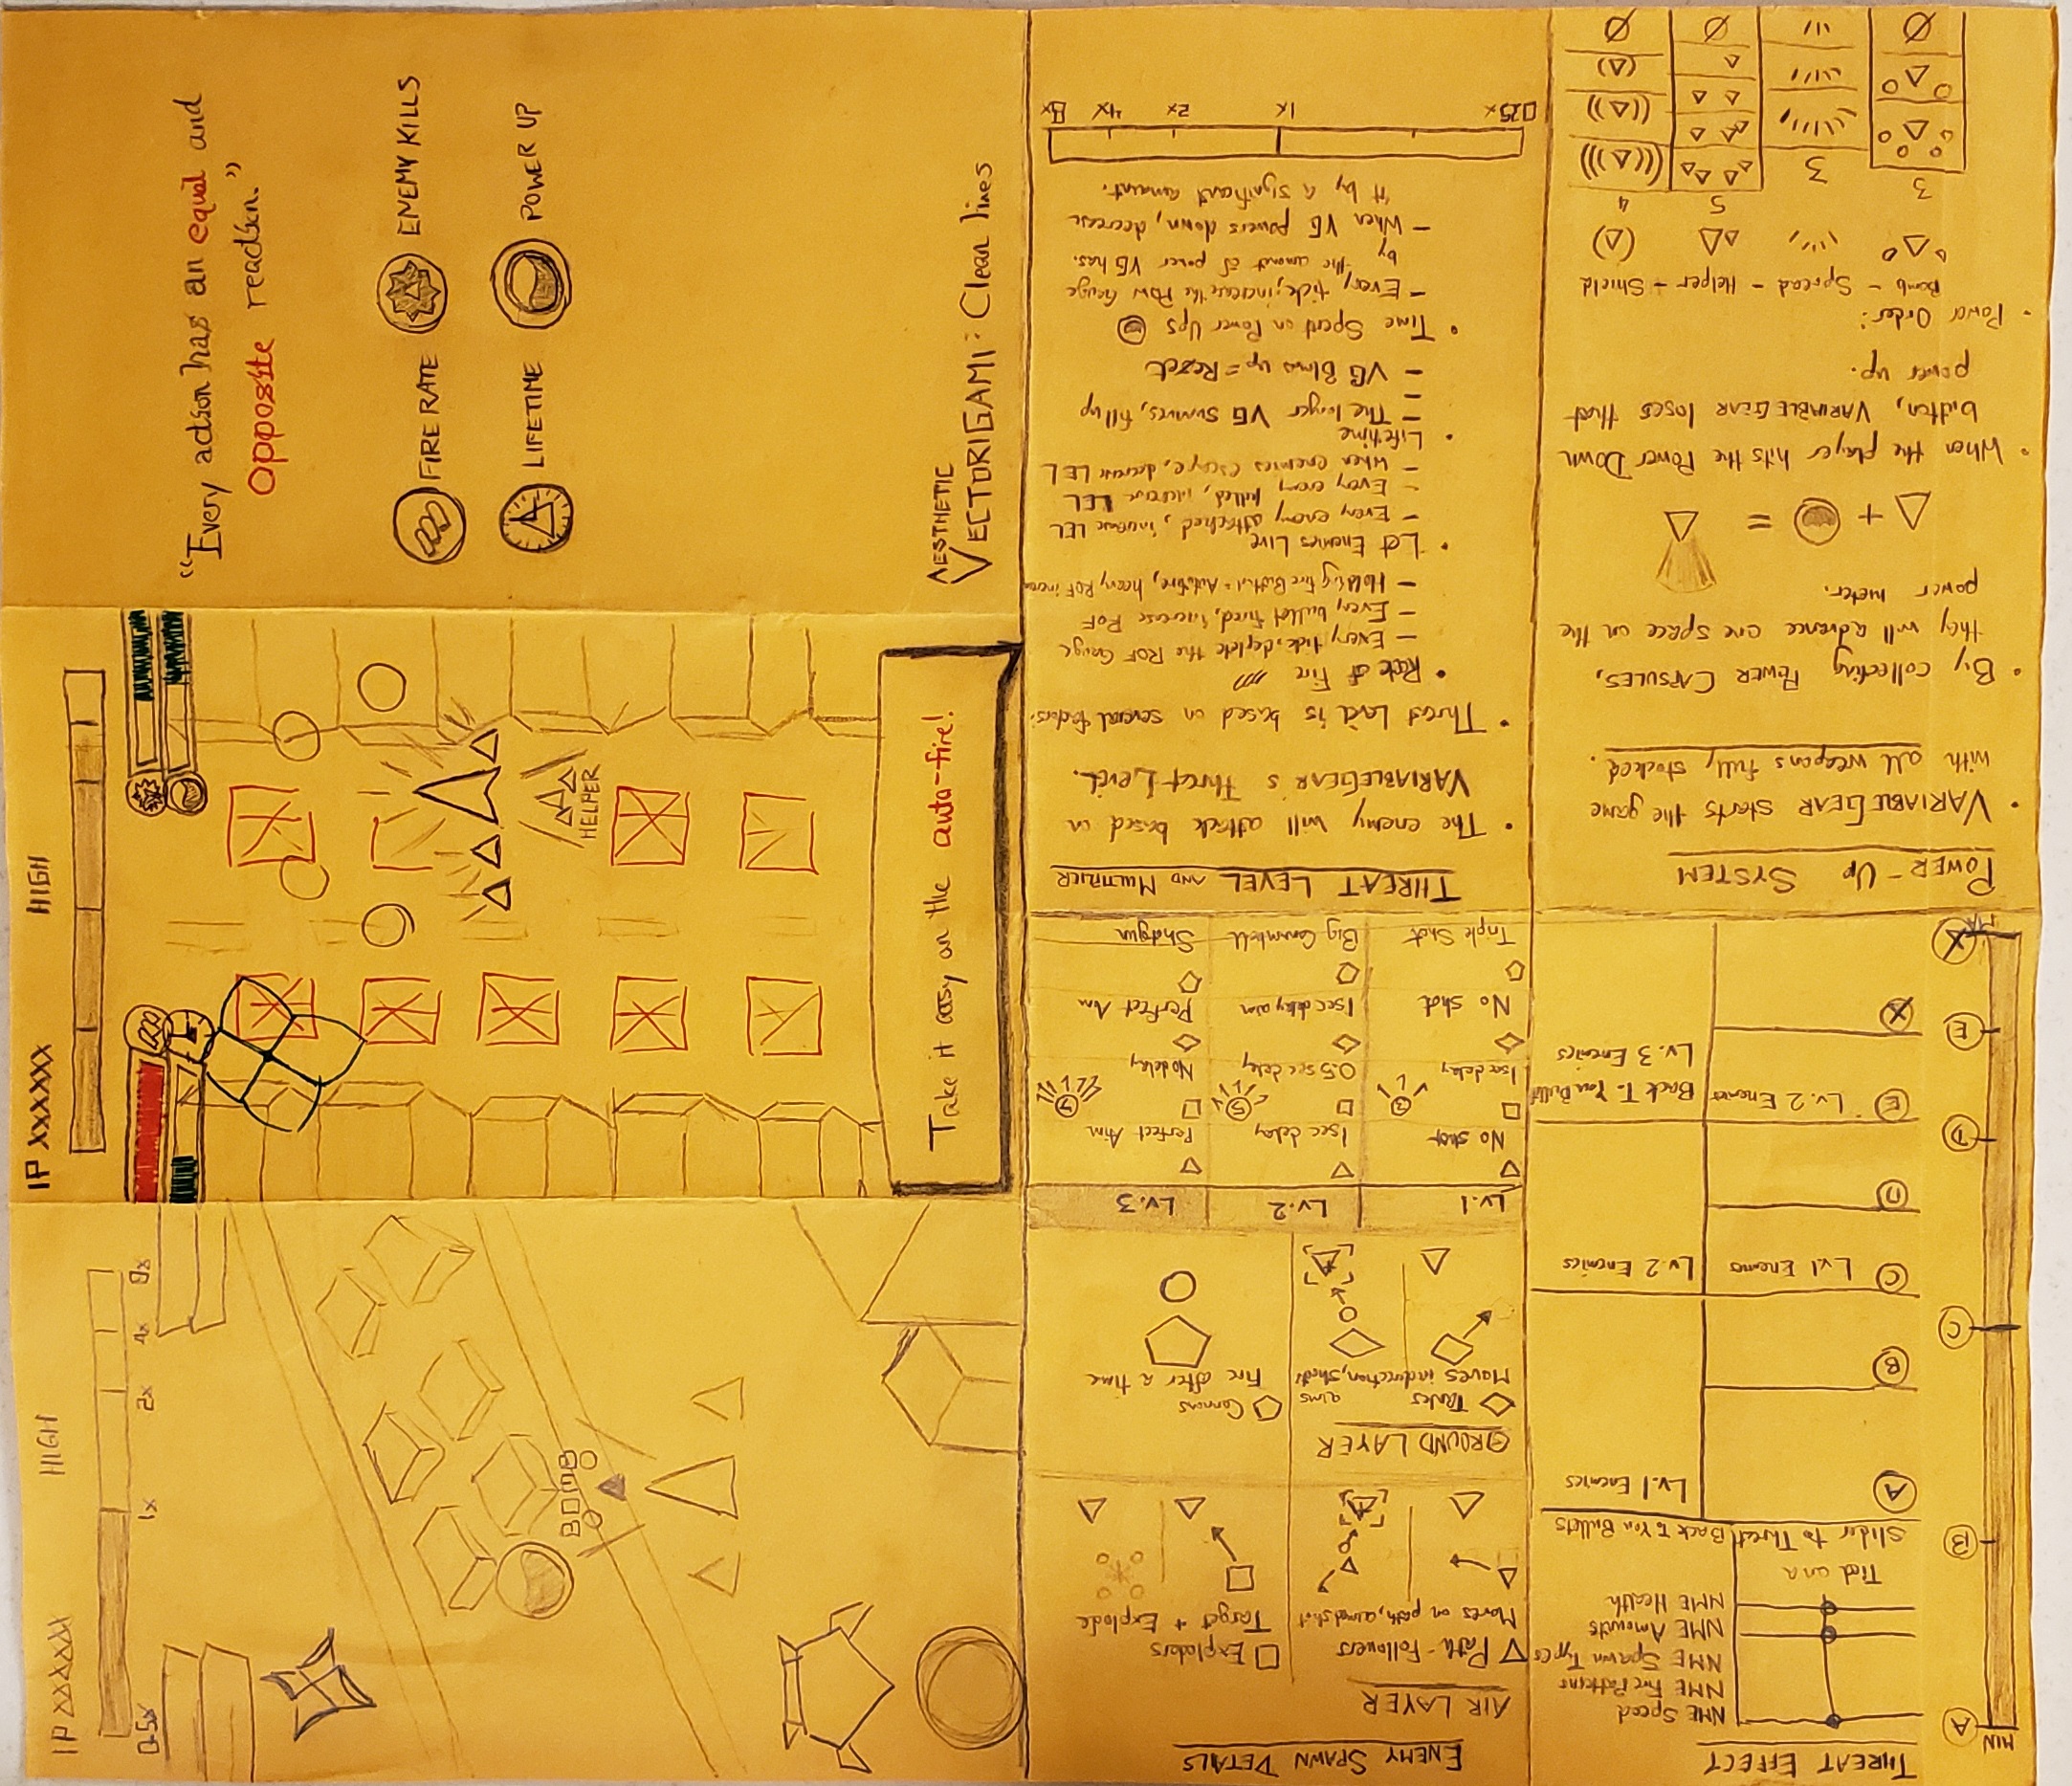 "Every action has an equal and
opposite reaction."
FIRE RATE
ENEMY KILLS
LIFETIME
POWER UP
AESTHETIC
VECTORIGAMI: Clean lines
1P XXXXXX
HIGH
HELPER
Take it easy on the auto-fire!
1P XXXXXX
HIGH
0.5x
1x
2x
4x
8x
BOMB
THREAT LEVEL AND MULTIPLIER
• The enemy will attack based on
VARIABLEGEAR's Threat Level.
• Threat Level is based on several factors:
• Rate of Fire
- Every tick, deplete the ROF Gauge
- Every bullet fired, increase ROF
- Holding Fire Button = Autofire, heavy ROF increase
• Let Enemies Live
- Every enemy attacked, increase LEL
- Every enemy killed, increase LEL
- When enemies escape, decrease LEL
• Lifetime
- The longer VG survives, fill up
- VG Blows up = Reset
• Time Spent on Power Ups
- Every tick, increase the POW Gauge
by the amount of power VG has.
- When VG powers down, decrease
it by a significant amount.
0.25x
1x
2x
4x
8x
POWER-UP SYSTEM
• VARIABLEGEAR starts the game
with all weapons fully stocked.
• By collecting POWER CAPSULES,
they will advance one space on the
power meter.
+ =
• When the player hits the Power Down
button, VARIABLEGEAR loses that
power up.
• Power Order:
Bomb - Spread - Helper - Shield
3 3 5 4
ENEMY SPAWN DETAILS
AIR LAYER
Path-Followers
Moves on path, aimed shot
Exploders
Target + Explode
GROUND LAYER
Tanks
Moves in direction, shot aims
Cannons
Fire after a time
Lv.1 Lv.2 Lv.3
No shot 1 sec delay Perfect Aim
1 sec delay 0.5 sec delay No delay
3 5 7
No shot 1 sec delay aim Perfect Aim
Triple Shot Big Cannonball Shotgun
THREAT EFFECT
NME Speed
NME Fire Patterns
NME Spawn Types
NME Amounts
NME Health
Tied on a
Slider to Threat
Back To You Bullets
A
Lv.1 Enemies
B
C Lv.1 Enemies
Lv.2 Enemies
D
E Lv.2 Enemies
Back To You Bullets
Lv.3 Enemies
X
MIN
A
B
C
D
E
X